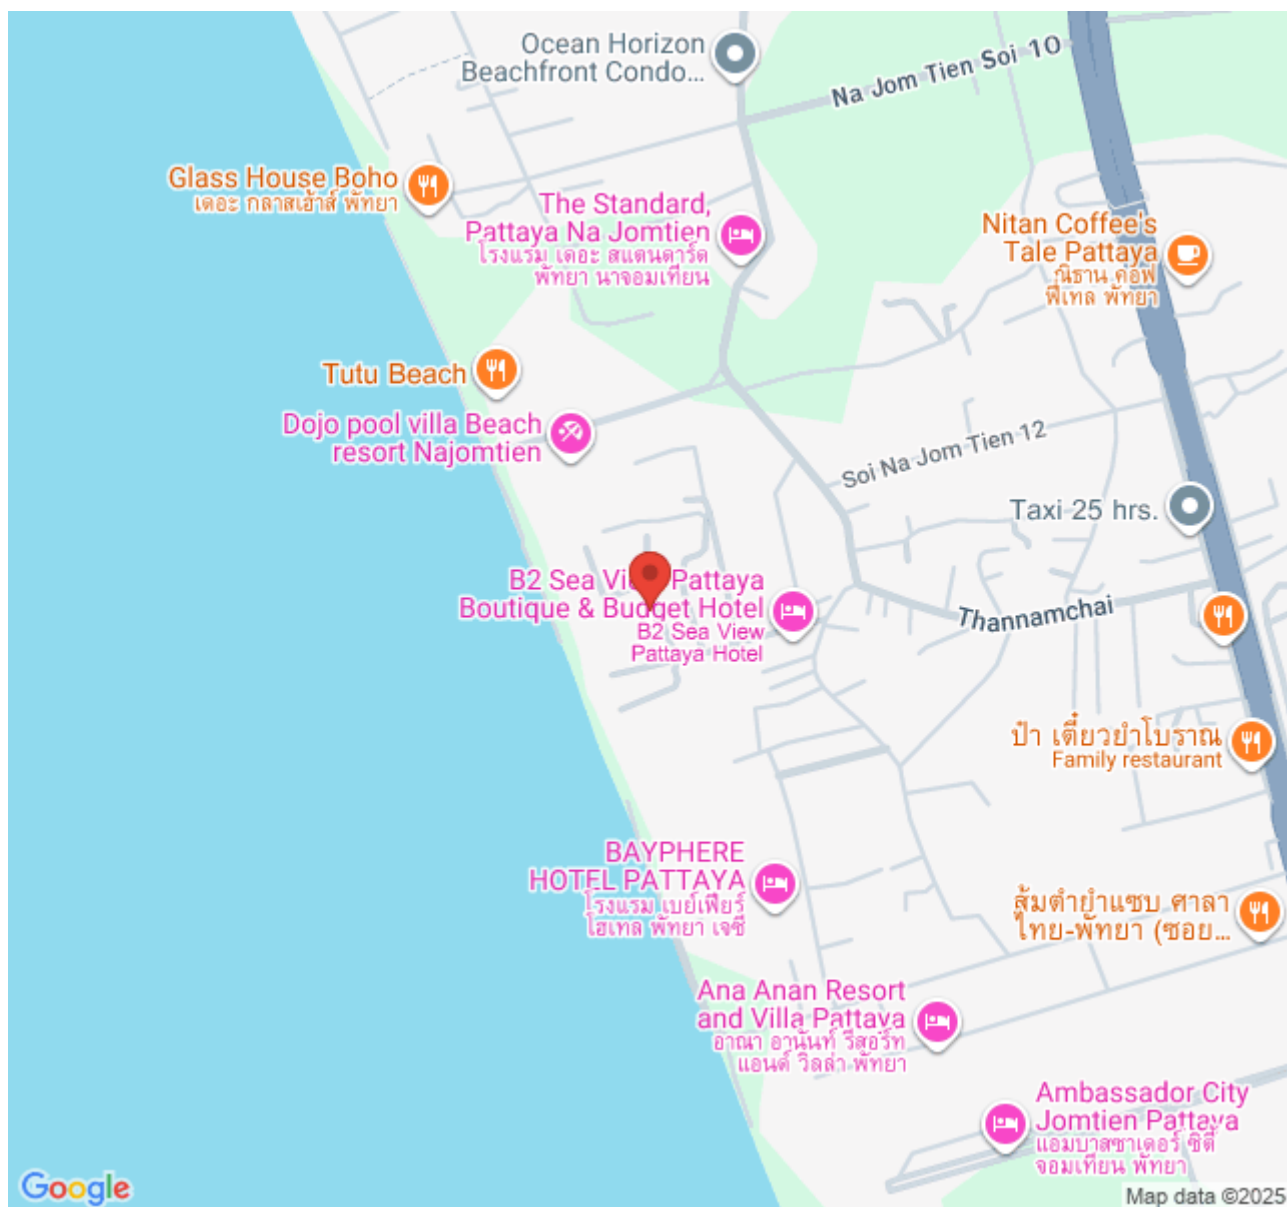 Ocean Horizon
Beachfront Condo...
Na Jom Tien Soi 10
Glass House Boho
เดอะ กลาสเฮ้าส์ พัทยา
The Standard,
Pattaya Na Jomtien
โรงแรม เดอะ สแตนดาร์ด
พัทยา นาจอมเทียน
Nitan Coffee's
Tale Pattaya
ณิธาน คอฟ
ฟี่เทล พัทยา
Tutu Beach
Dojo pool villa Beach
resort Najomtien
Soi Na Jom Tien 12
Taxi 25 hrs.
B2 Sea View Pattaya
Boutique & Budget Hotel
B2 Sea View
Pattaya Hotel
Thannamchai
ป๋า เตี๋ยวยำโบราณ
Family restaurant
BAYPHERE
HOTEL PATTAYA
โรงแรม เบย์เฟียร์
โฮเทล พัทยา เจซี
ส้มตำยำแซบ ศาลา
ไทย-พัทยา (ซอย...
Ana Anan Resort
and Villa Pattaya
อาณา อานันท์ รีสอร์ท
แอนด์ วิลล่า พัทยา
Ambassador City
Jomtien Pattaya
แอมบาสซาเดอร์ ซิตี้
จอมเทียน พัทยา
Google
Map data ©2025